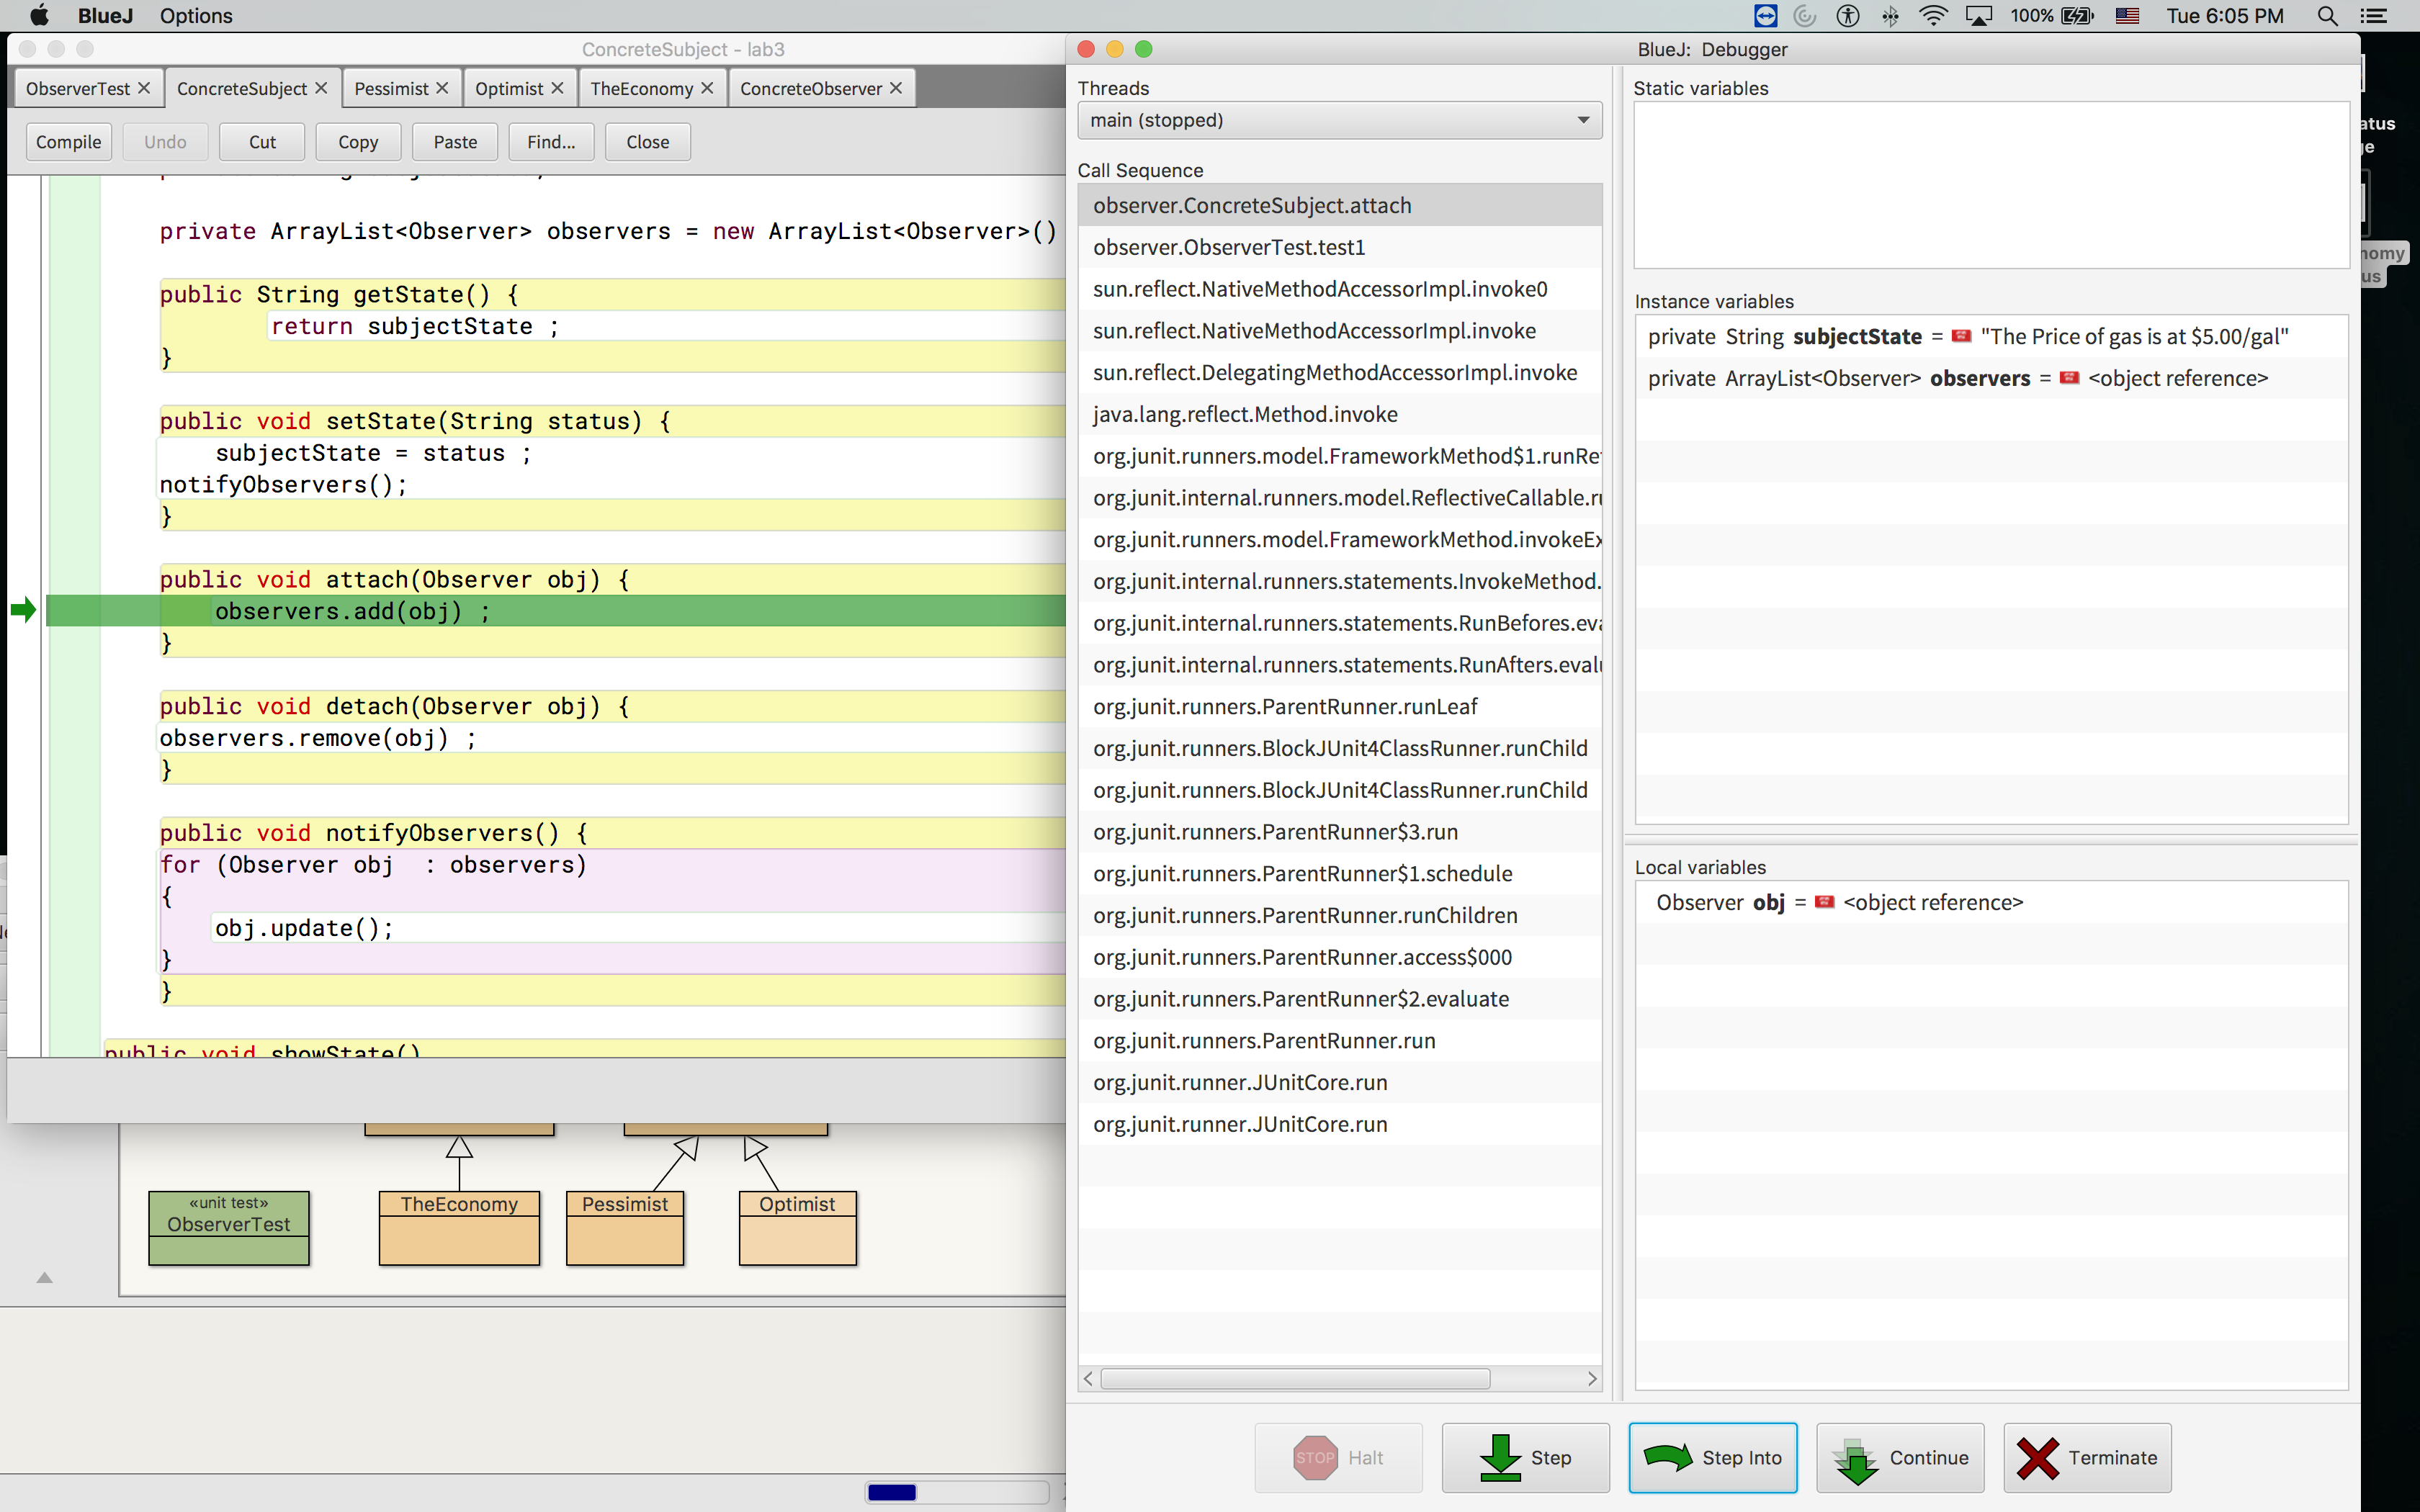 BlueJ Options
100% Tue 6:05 PM
ConcreteSubject - lab3
ObserverTest ConcreteSubject Pessimist Optimist TheEconomy ConcreteObserver
Compile Undo Cut Copy Paste Find... Close
private ArrayList<Observer> observers = new ArrayList<Observer>()
public String getState() {
return subjectState ;
}
public void setState(String status) {
subjectState = status ;
notifyObservers();
}
public void attach(Observer obj) {
observers.add(obj) ;
}
public void detach(Observer obj) {
observers.remove(obj) ;
}
public void notifyObservers() {
for (Observer obj  : observers)
{
obj.update();
}
}
public void showState()
«unit test»
ObserverTest
TheEconomy
Pessimist
Optimist
BlueJ: Debugger
Threads
main (stopped)
Call Sequence
observer.ConcreteSubject.attach
observer.ObserverTest.test1
sun.reflect.NativeMethodAccessorImpl.invoke0
sun.reflect.NativeMethodAccessorImpl.invoke
sun.reflect.DelegatingMethodAccessorImpl.invoke
java.lang.reflect.Method.invoke
org.junit.runners.model.FrameworkMethod$1.runRe
org.junit.internal.runners.model.ReflectiveCallable.r
org.junit.runners.model.FrameworkMethod.invokeEx
org.junit.internal.runners.statements.InvokeMethod.
org.junit.internal.runners.statements.RunBefores.eva
org.junit.internal.runners.statements.RunAfters.eval
org.junit.runners.ParentRunner.runLeaf
org.junit.runners.BlockJUnit4ClassRunner.runChild
org.junit.runners.BlockJUnit4ClassRunner.runChild
org.junit.runners.ParentRunner$3.run
org.junit.runners.ParentRunner$1.schedule
org.junit.runners.ParentRunner.runChildren
org.junit.runners.ParentRunner.access$000
org.junit.runners.ParentRunner$2.evaluate
org.junit.runners.ParentRunner.run
org.junit.runner.JUnitCore.run
org.junit.runner.JUnitCore.run
Static variables
Instance variables
private String subjectState = "The Price of gas is at $5.00/gal"
private ArrayList<Observer> observers = <object reference>
Local variables
Observer obj = <object reference>
STOP Halt Step Step Into Continue Terminate
atus
ge
nomy
us